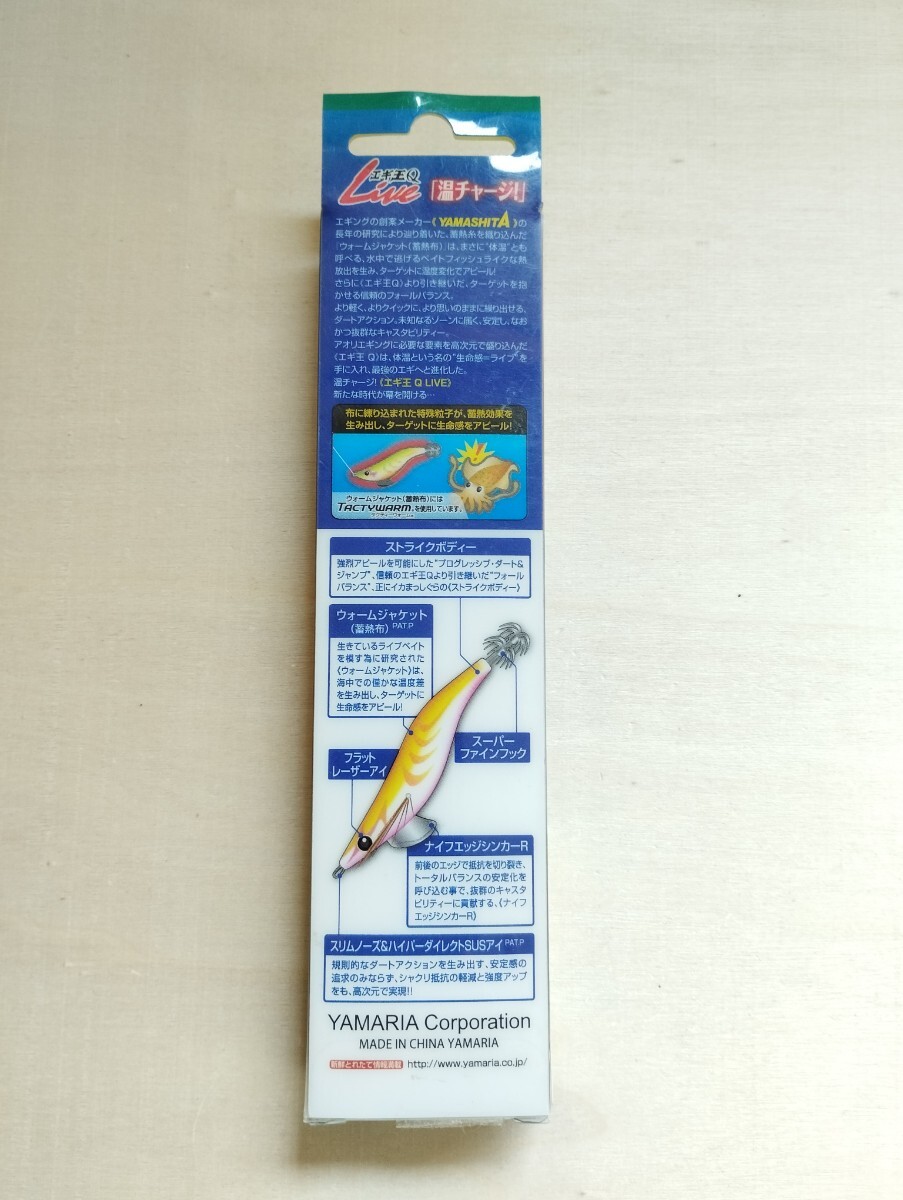 エギ王Q
Live
「温チャージ!」
エギングの創案メーカー《YAMASHITA》の
長年の研究により辿り着いた、蓄熱糸を織り込んだ
「ウォームジャケット(蓄熱布)」は、まさに"体温"とも
呼べる、水中で逃げるベイトフィッシュライクな熱
放出を生み、ターゲットに温度変化でアピール!
さらに《エギ王Q》より引き継いだ、ターゲットを抱
かせる信頼のフォールバランス。
より軽く、よりクイックに、より思いのままに繰り出せる、
ダートアクション。未知なるゾーンに届く、安定し、なお
かつ抜群なキャスタビリティー。
アオリエギングに必要な要素を高次元で盛り込んだ
《エギ王 Q》は、体温という名の"生命感=ライブ"を
手に入れ、最強のエギへと進化した。
温チャージ!《エギ王 Q LIVE》
新たな時代が幕を開ける…
布に練り込まれた特殊粒子が、蓄熱効果を
生み出し、ターゲットに生命感をアピール!
ウォームジャケット(蓄熱布)には
TACTYWARM®を使用しています。
タクティーウォーム®
ストライクボディー
強烈アピールを可能にした"プログレッシブ・ダート&
ジャンプ"、信頼のエギ王Qより引き継いだ"フォール
バランス"、正にイカまっしぐらの《ストライクボディー》
ウォームジャケット
(蓄熱布) PAT.P
生きているライブベイト
を模す為に研究された
《ウォームジャケット》は、
海中での僅かな温度差
を生み出し、ターゲットに
生命感をアピール!
スーパー
ファインフック
フラット
レーザーアイ
ナイフエッジシンカーR
前後のエッジで抵抗を切り裂き、
トータルバランスの安定化を
呼び込む事で、抜群のキャスタ
ビリティーに貢献する、《ナイフ
エッジシンカーR》
スリムノーズ&ハイパーダイレクトSUSアイ PAT.P
規則的なダートアクションを生み出す、安定感の
追求のみならず、シャクリ抵抗の軽減と強度アップ
をも、高次元で実現!!
YAMARIA Corporation
MADE IN CHINA YAMARIA
新鮮とれたて情報満載 http://www.yamaria.co.jp/